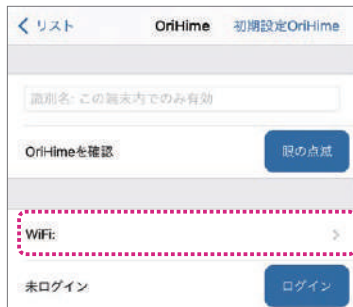 リスト OriHime 初期設定OriHime
識別名: この端末内でのみ有効
OriHimeを確認 眼の点滅
WiFi:
未ログイン ログイン